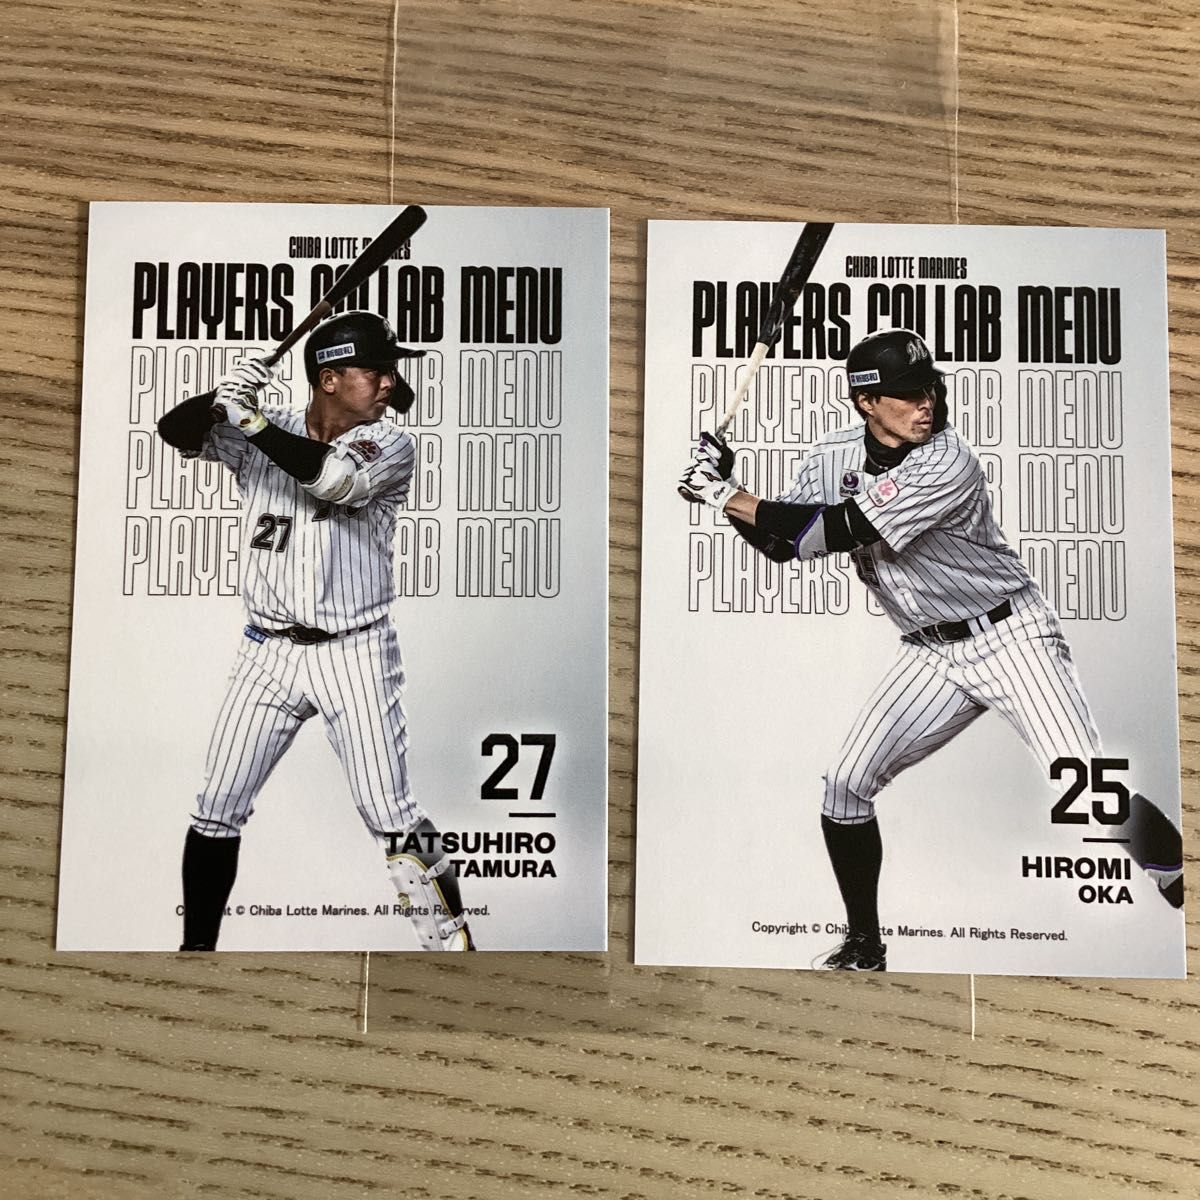 CHIBA LOTTE MARINES
PLAYERS COLLAB MENU
PLAYERS COLLAB MENU
PLAYERS COLLAB MENU
PLAYERS COLLAB MENU
27
27
TATSUHIRO
TAMURA
Copyright © Chiba Lotte Marines. All Rights Reserved.
CHIBA LOTTE MARINES
PLAYERS COLLAB MENU
PLAYERS COLLAB MENU
PLAYERS COLLAB MENU
PLAYERS COLLAB MENU
M
25
HIROMI
OKA
Copyright © Chiba Lotte Marines. All Rights Reserved.